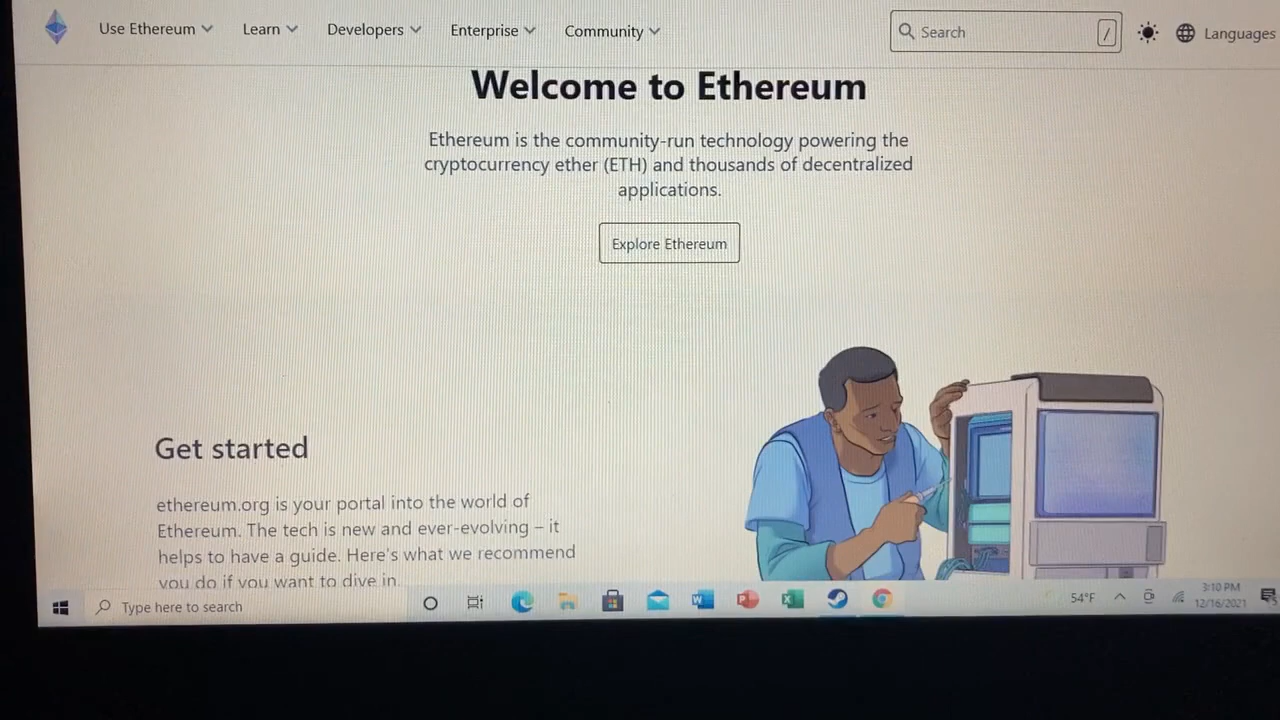 Use Ethereum Learn Developers Enterprise Community Search / Languages
Welcome to Ethereum
Ethereum is the community-run technology powering the
cryptocurrency ether (ETH) and thousands of decentralized
applications.
Explore Ethereum
Get started
ethereum.org is your portal into the world of
Ethereum. The tech is new and ever-evolving – it
helps to have a guide. Here's what we recommend
you do if you want to dive in.
Type here to search
54°F
3:10 PM
12/16/2021